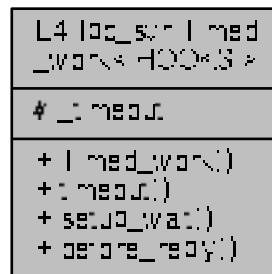 L4::Ipc_svr::Timed
_work< HOOKS >
# _timeout
+ Timed_work()
+ timeout()
+ setup_wait()
+ before_reply()